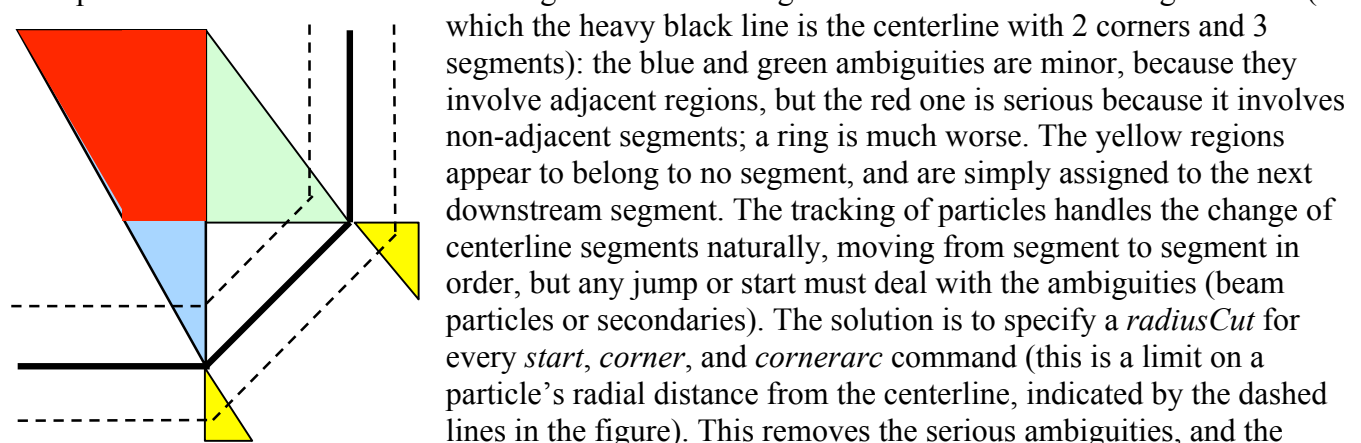 which the heavy black line is the centerline with 2 corners and 3
segments): the blue and green ambiguities are minor, because they
involve adjacent regions, but the red one is serious because it involves
non-adjacent segments; a ring is much worse. The yellow regions
appear to belong to no segment, and are simply assigned to the next
downstream segment. The tracking of particles handles the change of
centerline segments naturally, moving from segment to segment in
order, but any jump or start must deal with the ambiguities (beam
particles or secondaries). The solution is to specify a radiusCut for
every start, corner, and cornerarc command (this is a limit on a
particle's radial distance from the centerline, indicated by the dashed
lines in the figure). This removes the serious ambiguities, and the